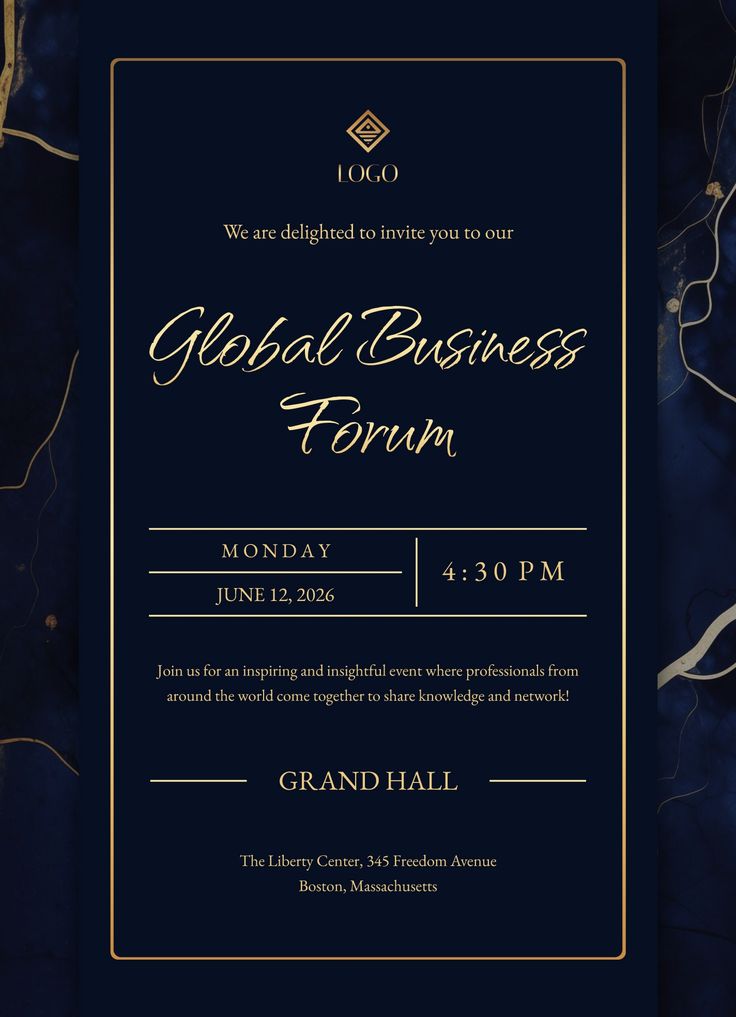 LOGO
We are delighted to invite you to our
Global Business
Forum
MONDAY
JUNE 12, 2026
4:30 PM
Join us for an inspiring and insightful event where professionals from
around the world come together to share knowledge and network!
GRAND HALL
The Liberty Center, 345 Freedom Avenue
Boston, Massachusetts